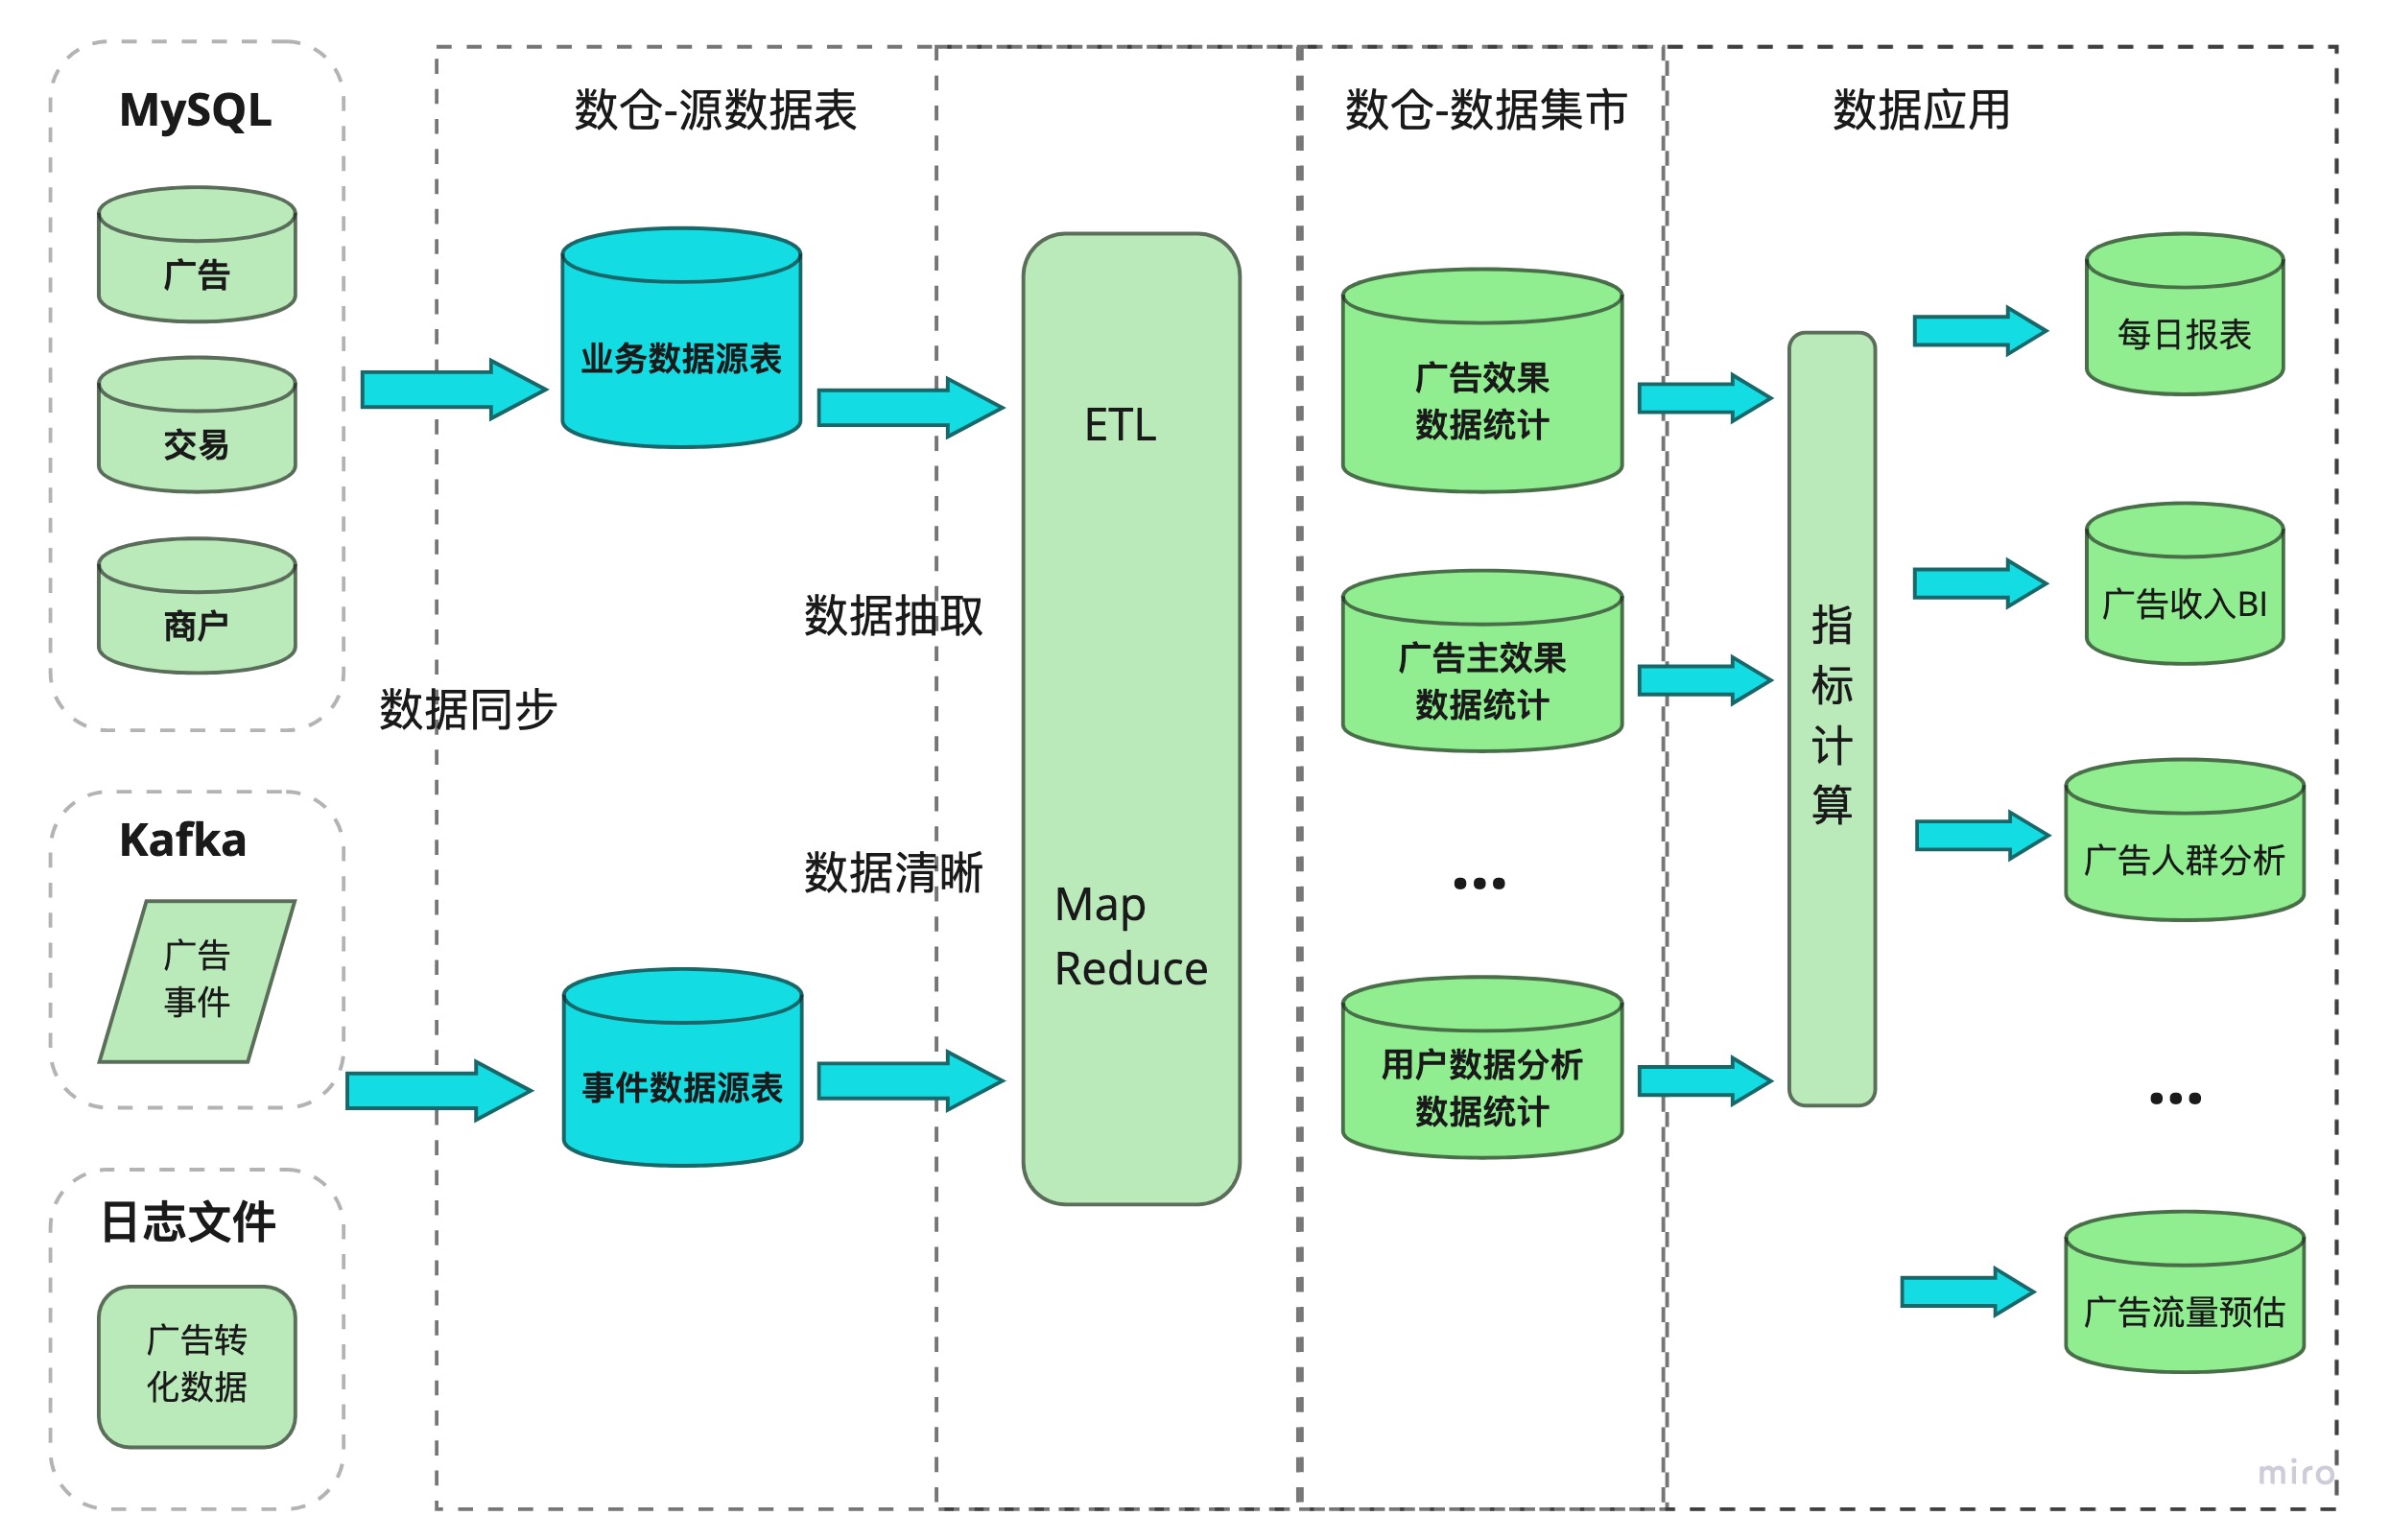 MySQL
广告
交易
商户
数据同步
Kafka
广告
事件
日志文件
广告转
化数据
数仓-源数据表
业务数据源表
数据抽取
数据清晰
事件数据源表
ETL
Map
Reduce
数仓-数据集市
广告效果
数据统计
广告主效果
数据统计
...
用户数据分析
数据统计
数据应用
指
标
计
算
每日报表
广告收入BI
广告人群分析
...
广告流量预估
miro